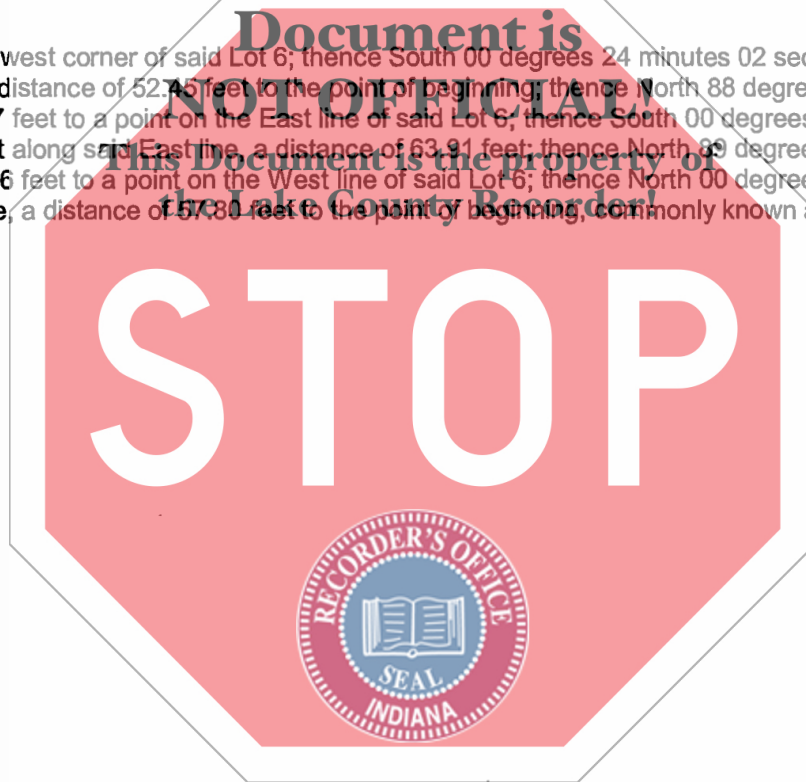 Document is
west corner of said Lot 6; thence South 00 degrees 24 minutes 02 sec
distance of 52.45 feet to the point of beginning; thence North 88 degre
NOT OFFICIAL!
7 feet to a point on the East line of said Lot 6; thence South 00 degrees
t along said East line, a distance of 63.91 feet; thence North 89 degree
This Document is the property of
6 feet to a point on the West line of said Lot 6; thence North 00 degree
the Lake County Recorder!
e, a distance of 57.80 feet to the point of beginning, commonly known a
STOP
RECORDER'S OFFICE
SEAL
INDIANA